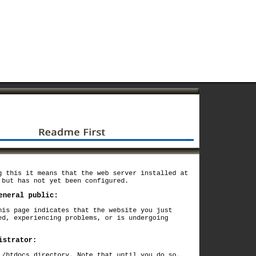 Readme First
g this it means that the web server installed at
but has not yet been configured.
eneral public:
his page indicates that the website you just
ed, experiencing problems, or is undergoing
istrator:
/htdocs directory. Note that until you do so,